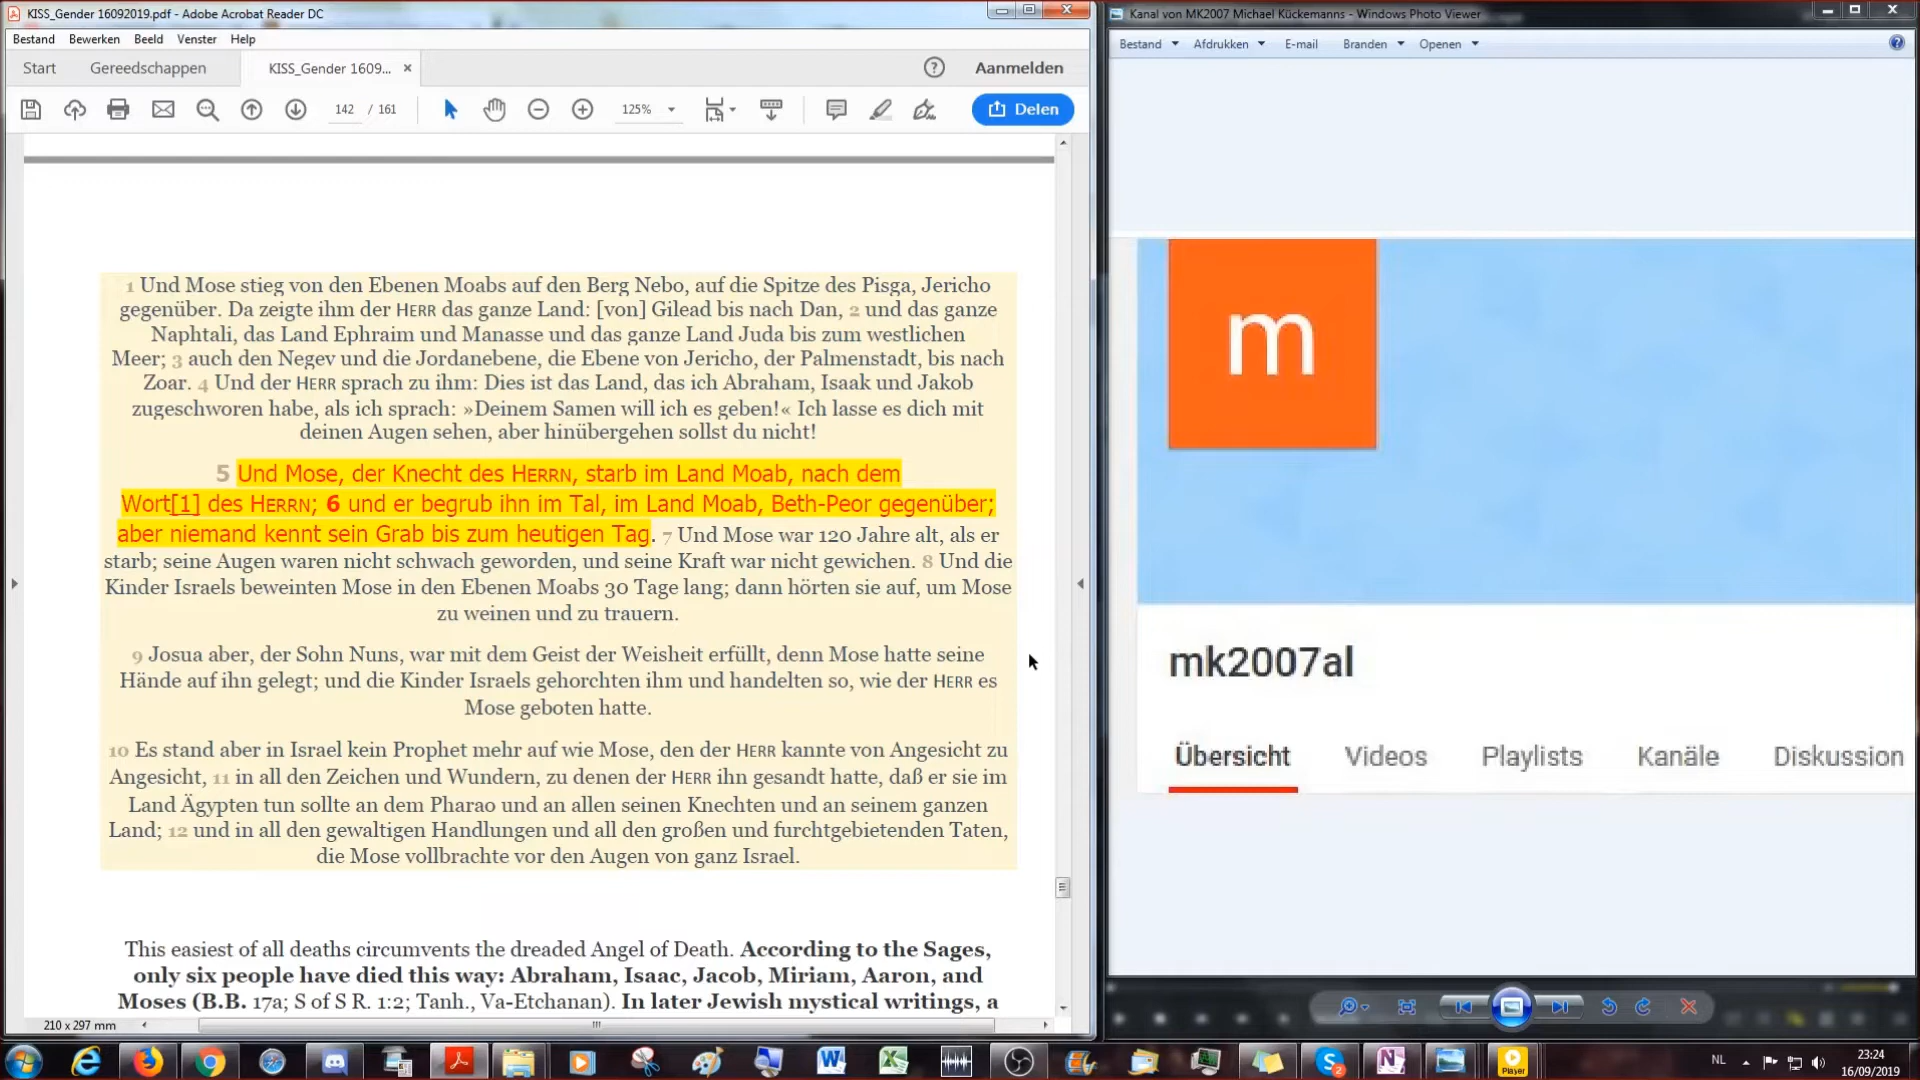 KISS_Gender 16092019.pdf - Adobe Acrobat Reader DC
Bestand Bewerken Beeld Venster Help
Start Gereedschappen KISS_Gender 1609... × ? Aanmelden
142 / 161 125% Delen
1 Und Mose stieg von den Ebenen Moabs auf den Berg Nebo, auf die Spitze des Pisga, Jericho
gegenüber. Da zeigte ihm der HERR das ganze Land: [von] Gilead bis nach Dan, 2 und das ganze
Naphtali, das Land Ephraim und Manasse und das ganze Land Juda bis zum westlichen
Meer; 3 auch den Negev und die Jordanebene, die Ebene von Jericho, der Palmenstadt, bis nach
Zoar. 4 Und der HERR sprach zu ihm: Dies ist das Land, das ich Abraham, Isaak und Jakob
zugeschworen habe, als ich sprach: »Deinem Samen will ich es geben!« Ich lasse es dich mit
deinen Augen sehen, aber hinübergehen sollst du nicht!
5 Und Mose, der Knecht des HERRN, starb im Land Moab, nach dem
Wort[1] des HERRN; 6 und er begrub ihn im Tal, im Land Moab, Beth-Peor gegenüber;
aber niemand kennt sein Grab bis zum heutigen Tag. 7 Und Mose war 120 Jahre alt, als er
starb; seine Augen waren nicht schwach geworden, und seine Kraft war nicht gewichen. 8 Und die
Kinder Israels beweinten Mose in den Ebenen Moabs 30 Tage lang; dann hörten sie auf, um Mose
zu weinen und zu trauern.
9 Josua aber, der Sohn Nuns, war mit dem Geist der Weisheit erfüllt, denn Mose hatte seine
Hände auf ihn gelegt; und die Kinder Israels gehorchten ihm und handelten so, wie der HERR es
Mose geboten hatte.
10 Es stand aber in Israel kein Prophet mehr auf wie Mose, den der HERR kannte von Angesicht zu
Angesicht, 11 in all den Zeichen und Wundern, zu denen der HERR ihn gesandt hatte, daß er sie im
Land Ägypten tun sollte an dem Pharao und an allen seinen Knechten und an seinem ganzen
Land; 12 und in all den gewaltigen Handlungen und all den großen und furchtgebietenden Taten,
die Mose vollbrachte vor den Augen von ganz Israel.
This easiest of all deaths circumvents the dreaded Angel of Death. According to the Sages,
only six people have died this way: Abraham, Isaac, Jacob, Miriam, Aaron, and
Moses (B.B. 17a; S of S R. 1:2; Tanh., Va-Etchanan). In later Jewish mystical writings, a
210 x 297 mm
Kanal von MK2007 Michael Kückemanns - Windows Photo Viewer
Bestand Afdrukken E-mail Branden Openen
m
mk2007al
Übersicht Videos Playlists Kanäle Diskussion
NL 23:24
16/09/2019
Player